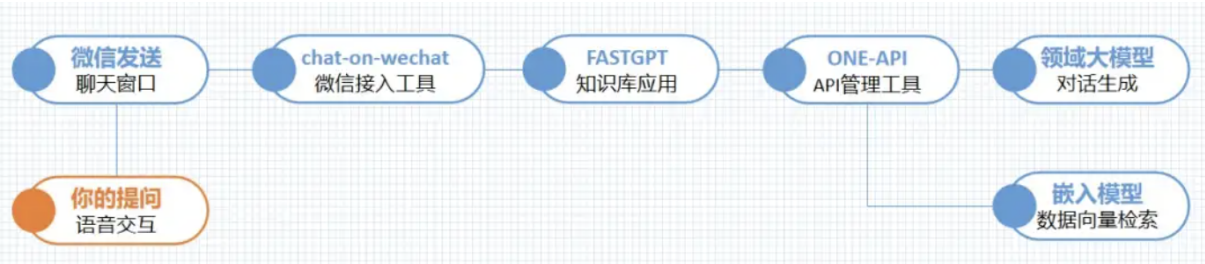 微信发送
聊天窗口
chat-on-wechat
微信接入工具
FASTGPT
知识库应用
ONE-API
API管理工具
领域大模型
对话生成
你的提问
语音交互
嵌入模型
数据向量检索